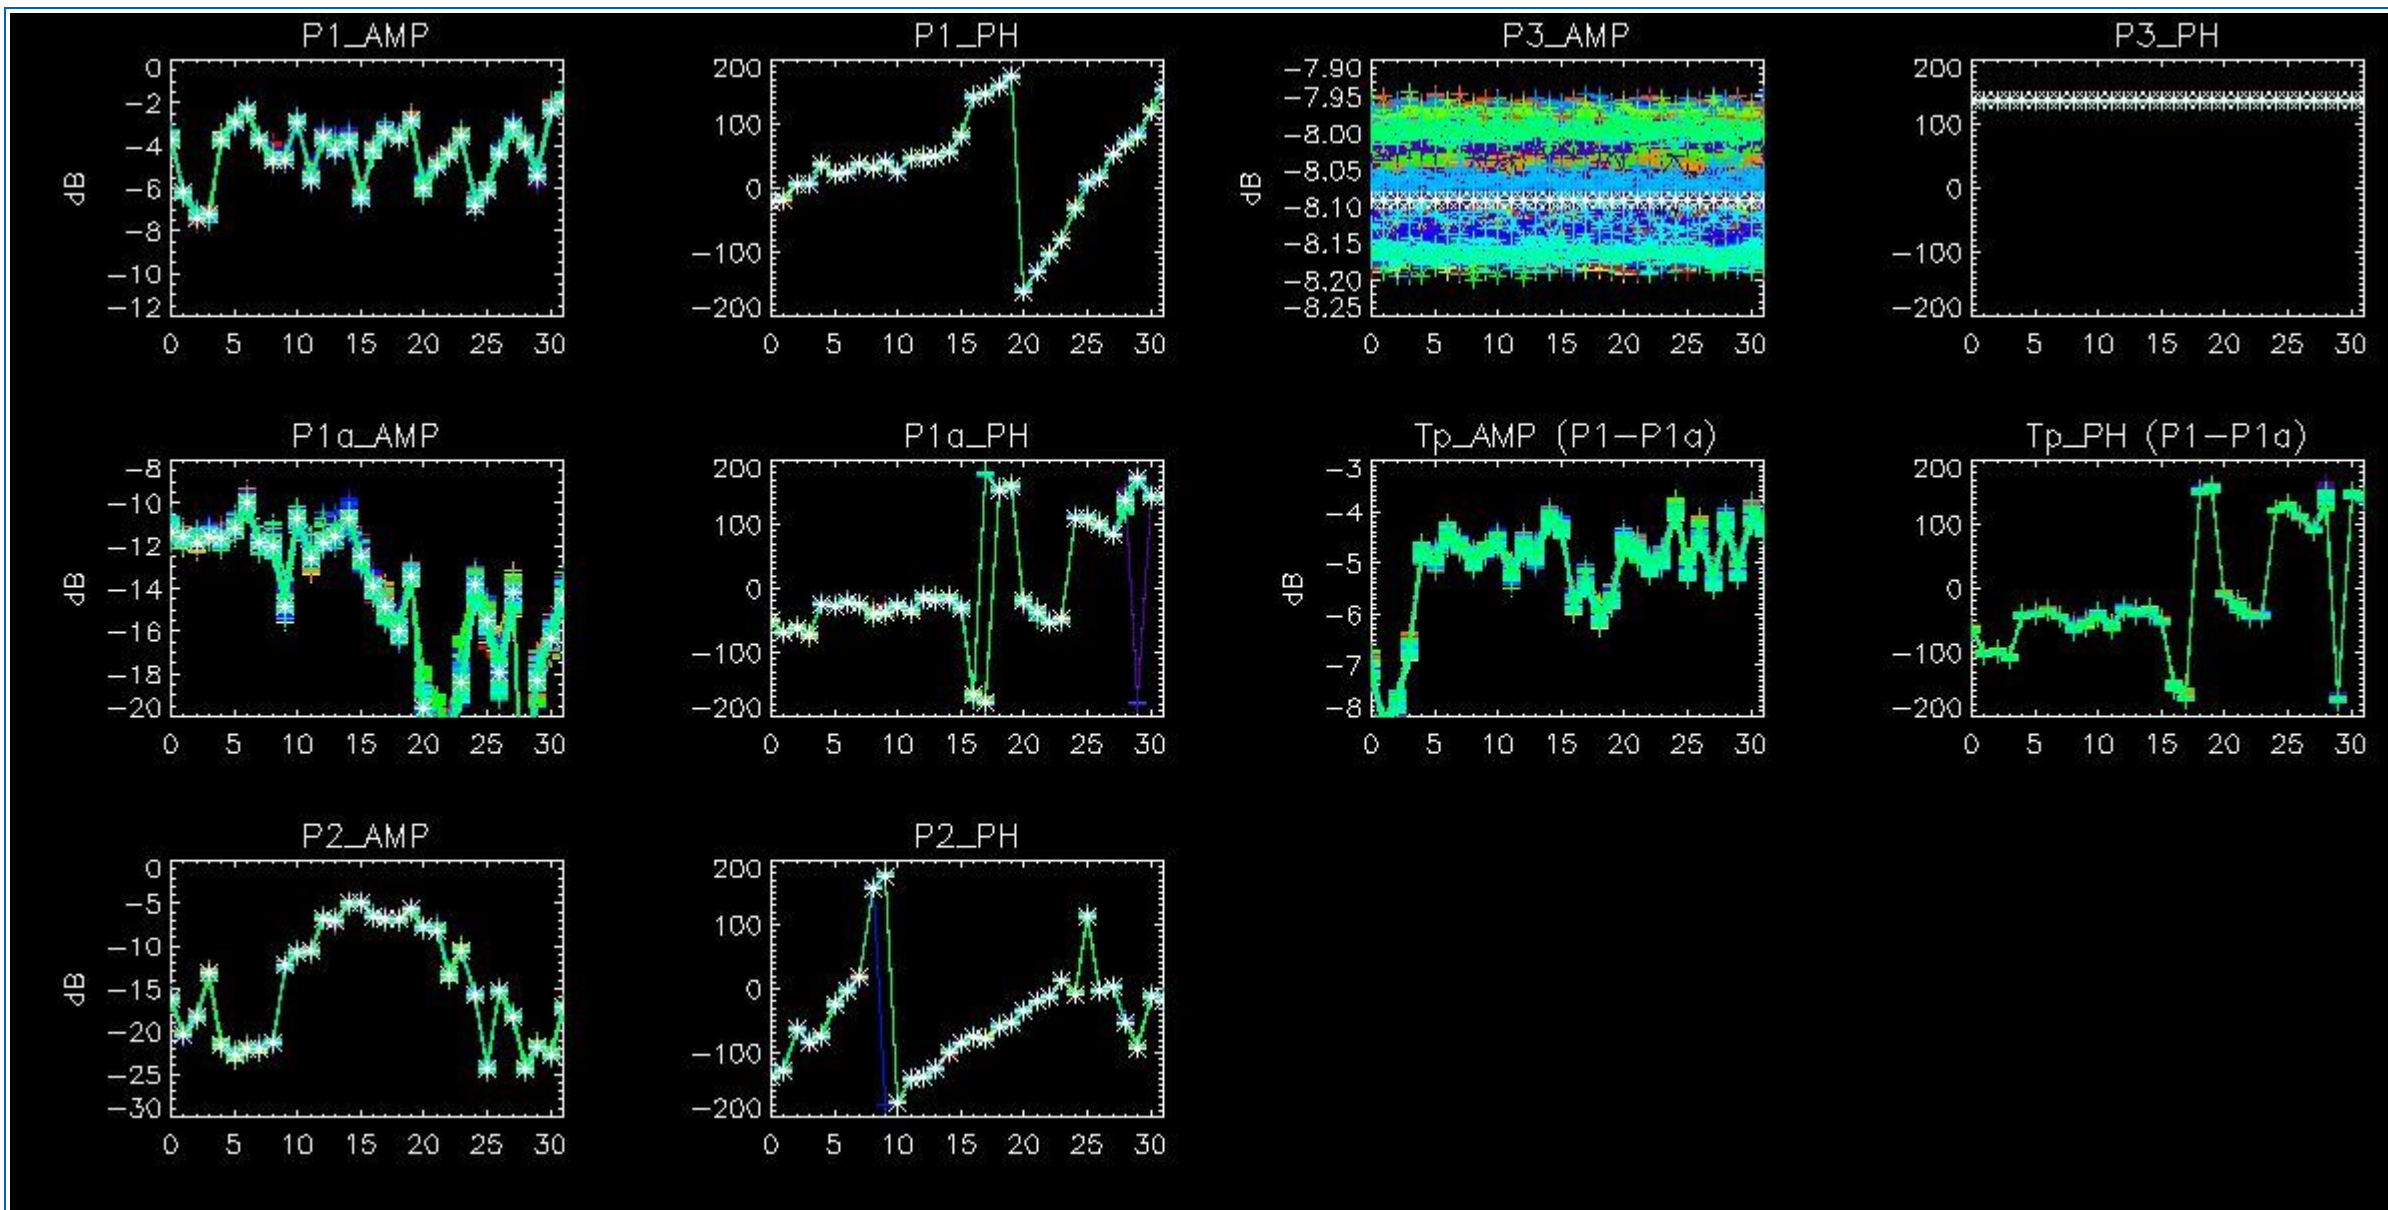 P1_AMP P1_PH P3_AMP P3_PH
0 200 -7.90 200
-2 100 -7.95 100
-4 0 -8.00 0
-6 -100 -8.05 -100
-8 -200 -8.10 -200
-10 -8.15
-12 -8.20
-8.25
dB dB
0 5 10 15 20 25 30 0 5 10 15 20 25 30 0 5 10 15 20 25 30 0 5 10 15 20 25 30
P1a_AMP P1a_PH Tp_AMP (P1-P1a) Tp_PH (P1-P1a)
-8 200 -3 200
-10 100 -4 100
-12 0 -5 0
-14 -100 -6 -100
-16 -200 -7 -200
-18 -8
-20
dB dB
0 5 10 15 20 25 30 0 5 10 15 20 25 30 0 5 10 15 20 25 30 0 5 10 15 20 25 30
P2_AMP P2_PH
0 200
-5 100
-10 0
-15 -100
-20 -200
-25
-30
dB
0 5 10 15 20 25 30 0 5 10 15 20 25 30